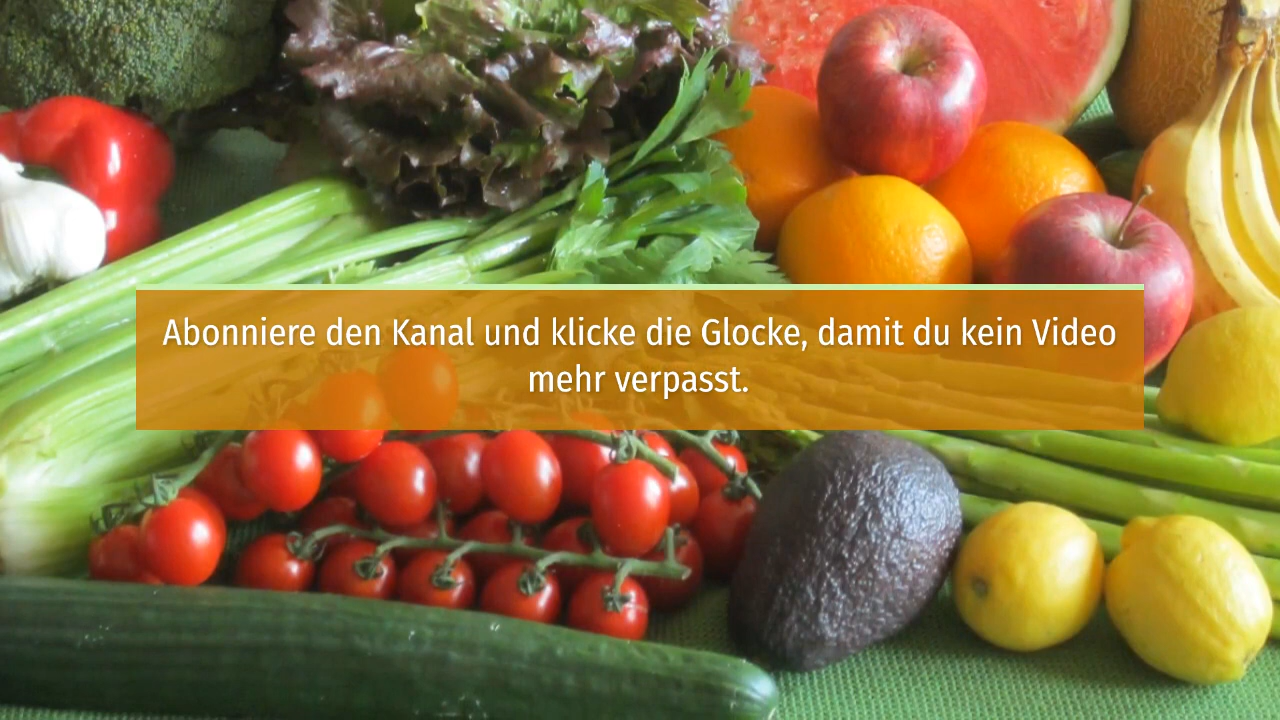 Abonniere den Kanal und klicke die Glocke, damit du kein Video
mehr verpasst.